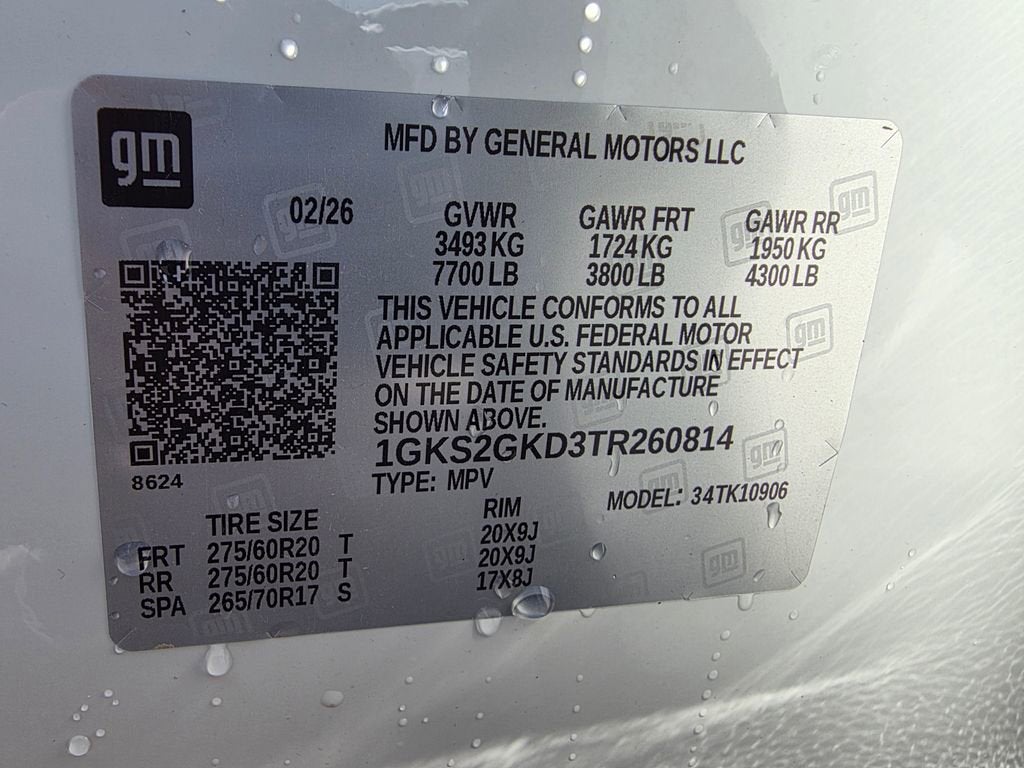 gm
MFD BY GENERAL MOTORS LLC
02/26 GVWR GAWR FRT GAWR RR
3493 KG 1724 KG 1950 KG
7700 LB 3800 LB 4300 LB
THIS VEHICLE CONFORMS TO ALL
APPLICABLE U.S. FEDERAL MOTOR
VEHICLE SAFETY STANDARDS IN EFFECT
ON THE DATE OF MANUFACTURE
SHOWN ABOVE.
1GKS2GKD3TR260814
8624
TYPE: MPV MODEL: 34TK10906
TIRE SIZE RIM
FRT 275/60R20 T 20X9J
RR 275/60R20 T 20X9J
SPA 265/70R17 S 17X8J